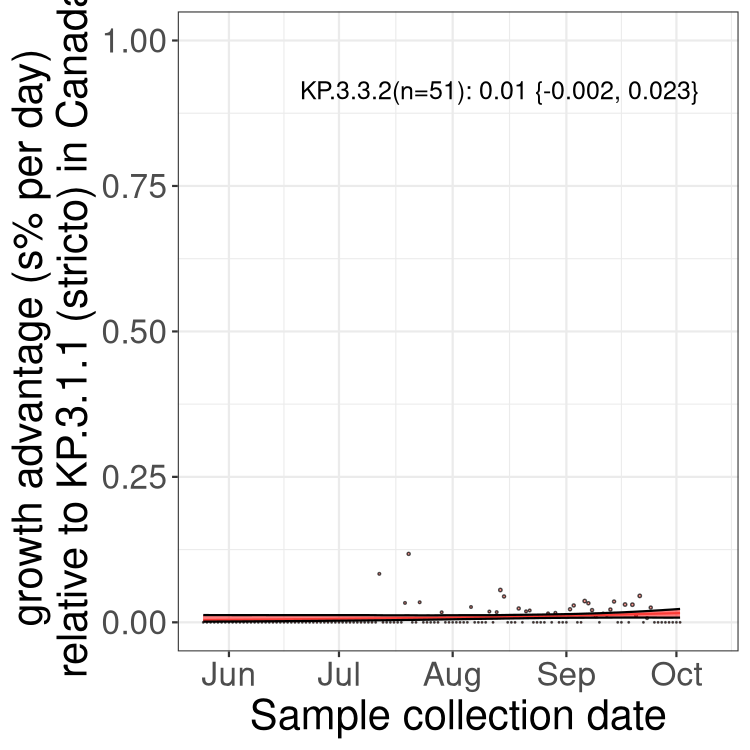 growth advantage (s% per day)
relative to KP.3.1.1 (stricto) in Canada
1.00
0.75
0.50
0.25
0.00
KP.3.3.2(n=51): 0.01 {-0.002, 0.023}
Jun Jul Aug Sep Oct
Sample collection date